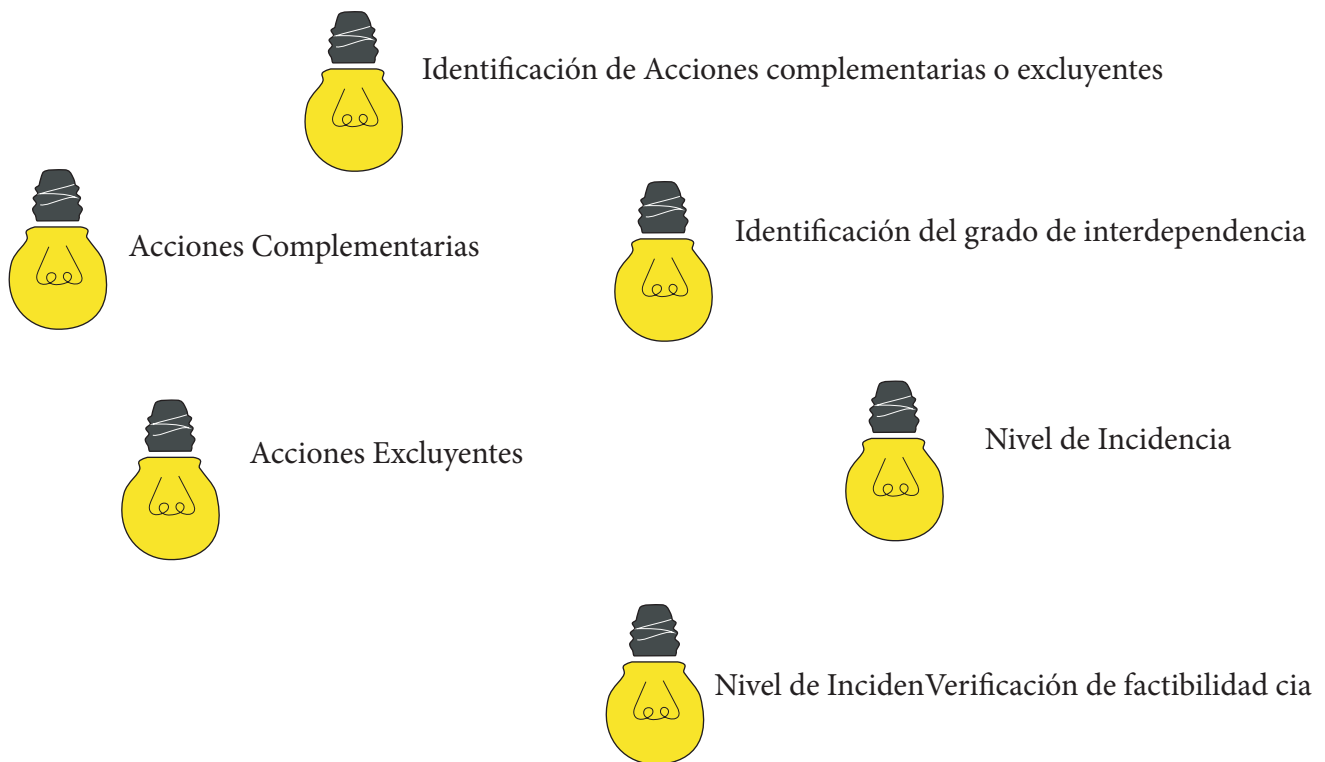 Identificación de Acciones complementarias o excluyentes
Acciones Complementarias
Identificación del grado de interdependencia
Acciones Excluyentes
Nivel de Incidencia
Nivel de IncidenVerificación de factibilidad cia